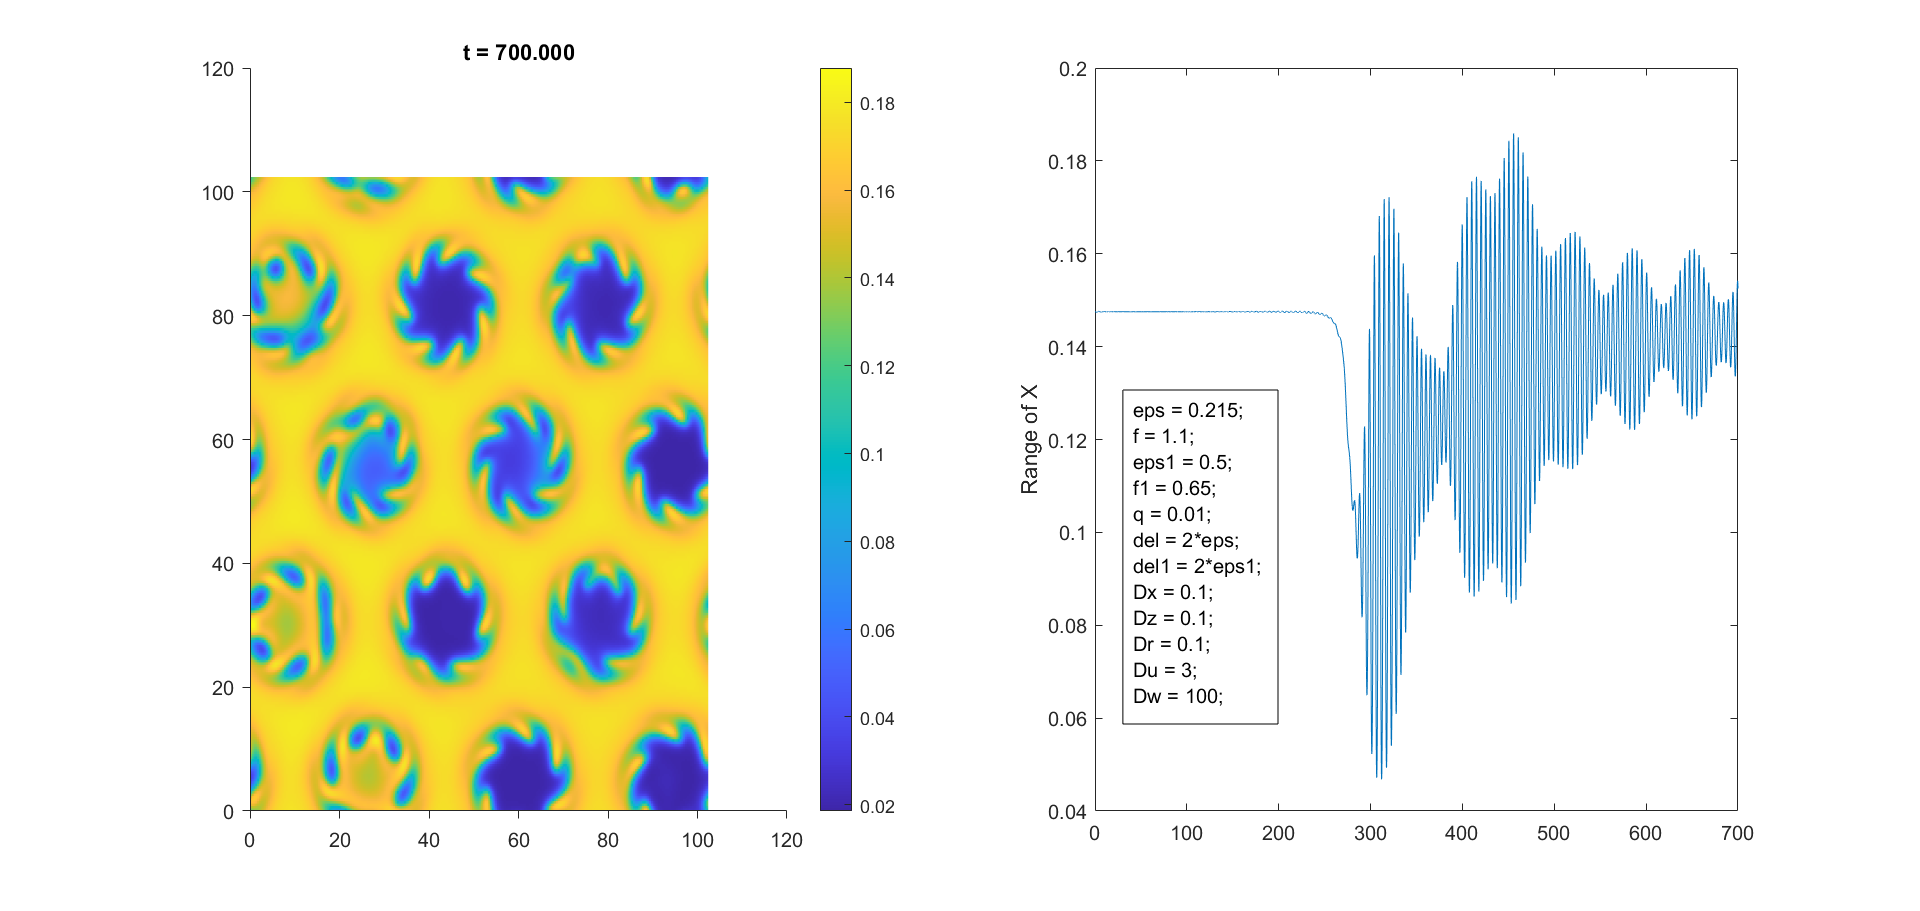 t = 700.000
120
100
80
60
40
20
0
0 20 40 60 80 100 120
0.18
0.16
0.14
0.12
0.1
0.08
0.06
0.04
0.02
Range of X
0.2
0.18
0.16
0.14
0.12
0.1
0.08
0.06
0.04
0 100 200 300 400 500 600 700
eps = 0.215;
f = 1.1;
eps1 = 0.5;
f1 = 0.65;
q = 0.01;
del = 2*eps;
del1 = 2*eps1;
Dx = 0.1;
Dz = 0.1;
Dr = 0.1;
Du = 3;
Dw = 100;